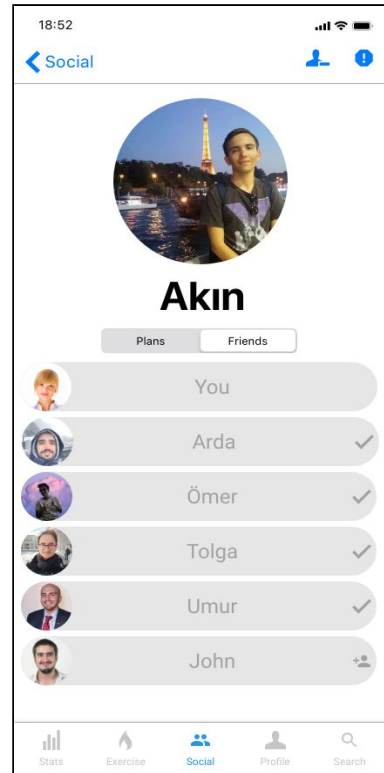 18:52
Social
Akın
Plans Friends
You
Arda
Ömer
Tolga
Umur
John
Stats Exercise Social Profile Search